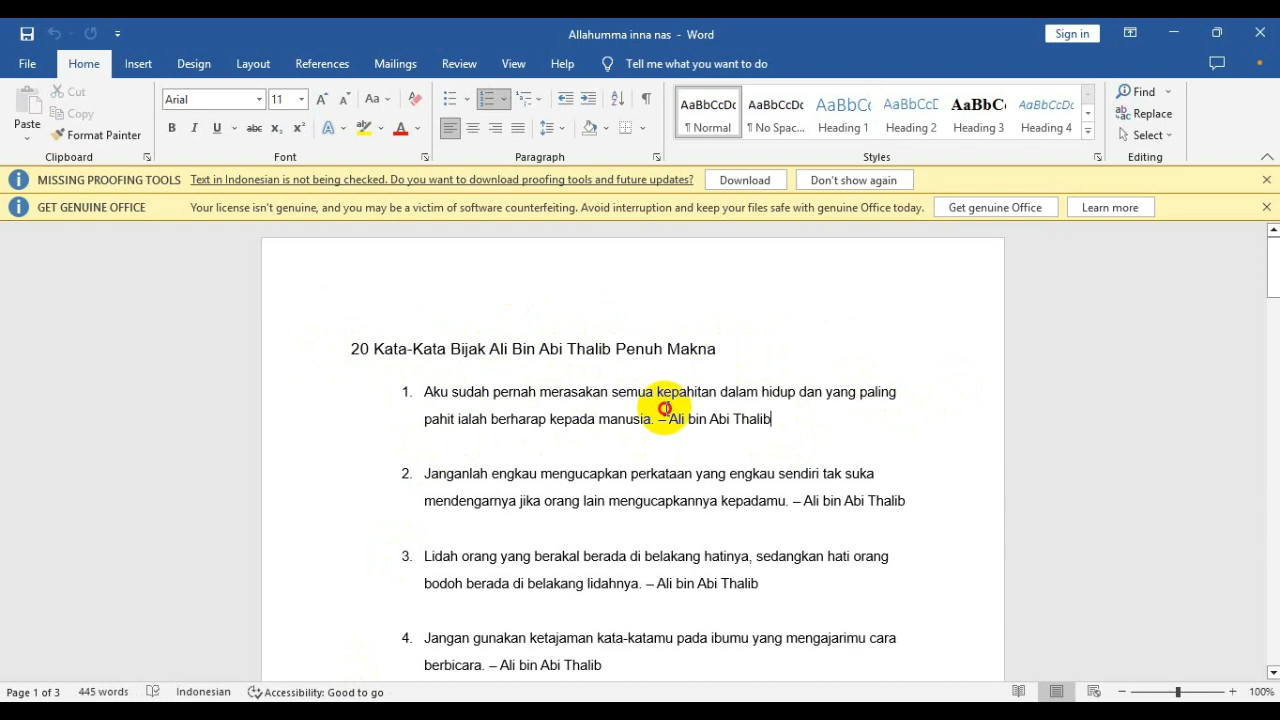 Allahumma inna nas - Word
Sign in
File Home Insert Design Layout References Mailings Review View Help Tell me what you want to do
Paste
Cut
Copy
Format Painter
Clipboard
Arial 11
Font
Paragraph
AaBbCcDc AaBbCcDc AaBbCc AaBbCcD AaBbC AaBbCcDc
¶ Normal ¶ No Spac... Heading 1 Heading 2 Heading 3 Heading 4
Styles
Find
Replace
Select
Editing
MISSING PROOFING TOOLS Text in Indonesian is not being checked. Do you want to download proofing tools and future updates? Download Don't show again
GET GENUINE OFFICE Your license isn't genuine, and you may be a victim of software counterfeiting. Avoid interruption and keep your files safe with genuine Office today. Get genuine Office Learn more
20 Kata-Kata Bijak Ali Bin Abi Thalib Penuh Makna
1. Aku sudah pernah merasakan semua kepahitan dalam hidup dan yang paling
pahit ialah berharap kepada manusia. – Ali bin Abi Thalib
2. Janganlah engkau mengucapkan perkataan yang engkau sendiri tak suka
mendengarnya jika orang lain mengucapkannya kepadamu. – Ali bin Abi Thalib
3. Lidah orang yang berakal berada di belakang hatinya, sedangkan hati orang
bodoh berada di belakang lidahnya. – Ali bin Abi Thalib
4. Jangan gunakan ketajaman kata-katamu pada ibumu yang mengajarimu cara
berbicara. – Ali bin Abi Thalib
Page 1 of 3 445 words Indonesian Accessibility: Good to go 100%